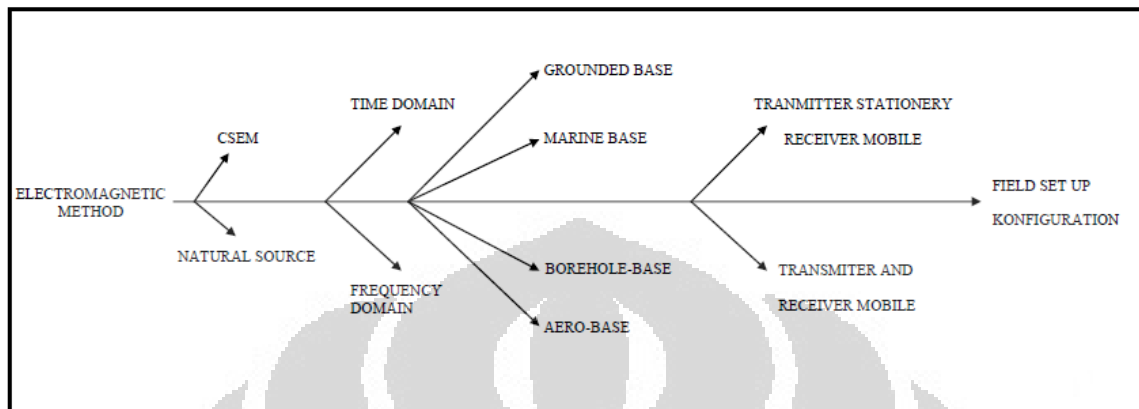 GROUNDED BASE
TIME DOMAIN
TRANMITTER STATIONERY
RECEIVER MOBILE
CSEM
MARINE BASE
ELECTROMAGNETIC
METHOD
FIELD SET UP
KONFIGURATION
NATURAL SOURCE
BOREHOLE-BASE
TRANSMITER AND
RECEIVER MOBILE
FREQUENCY
DOMAIN
AERO-BASE